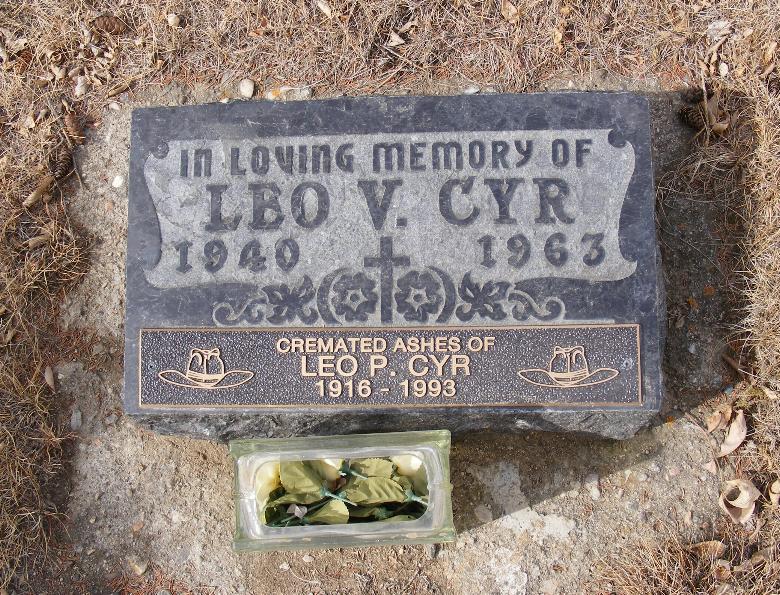 IN LOVING MEMORY OF
LEO V. CYR
1940 1963
CREMATED ASHES OF
LEO P. CYR
1916 - 1993